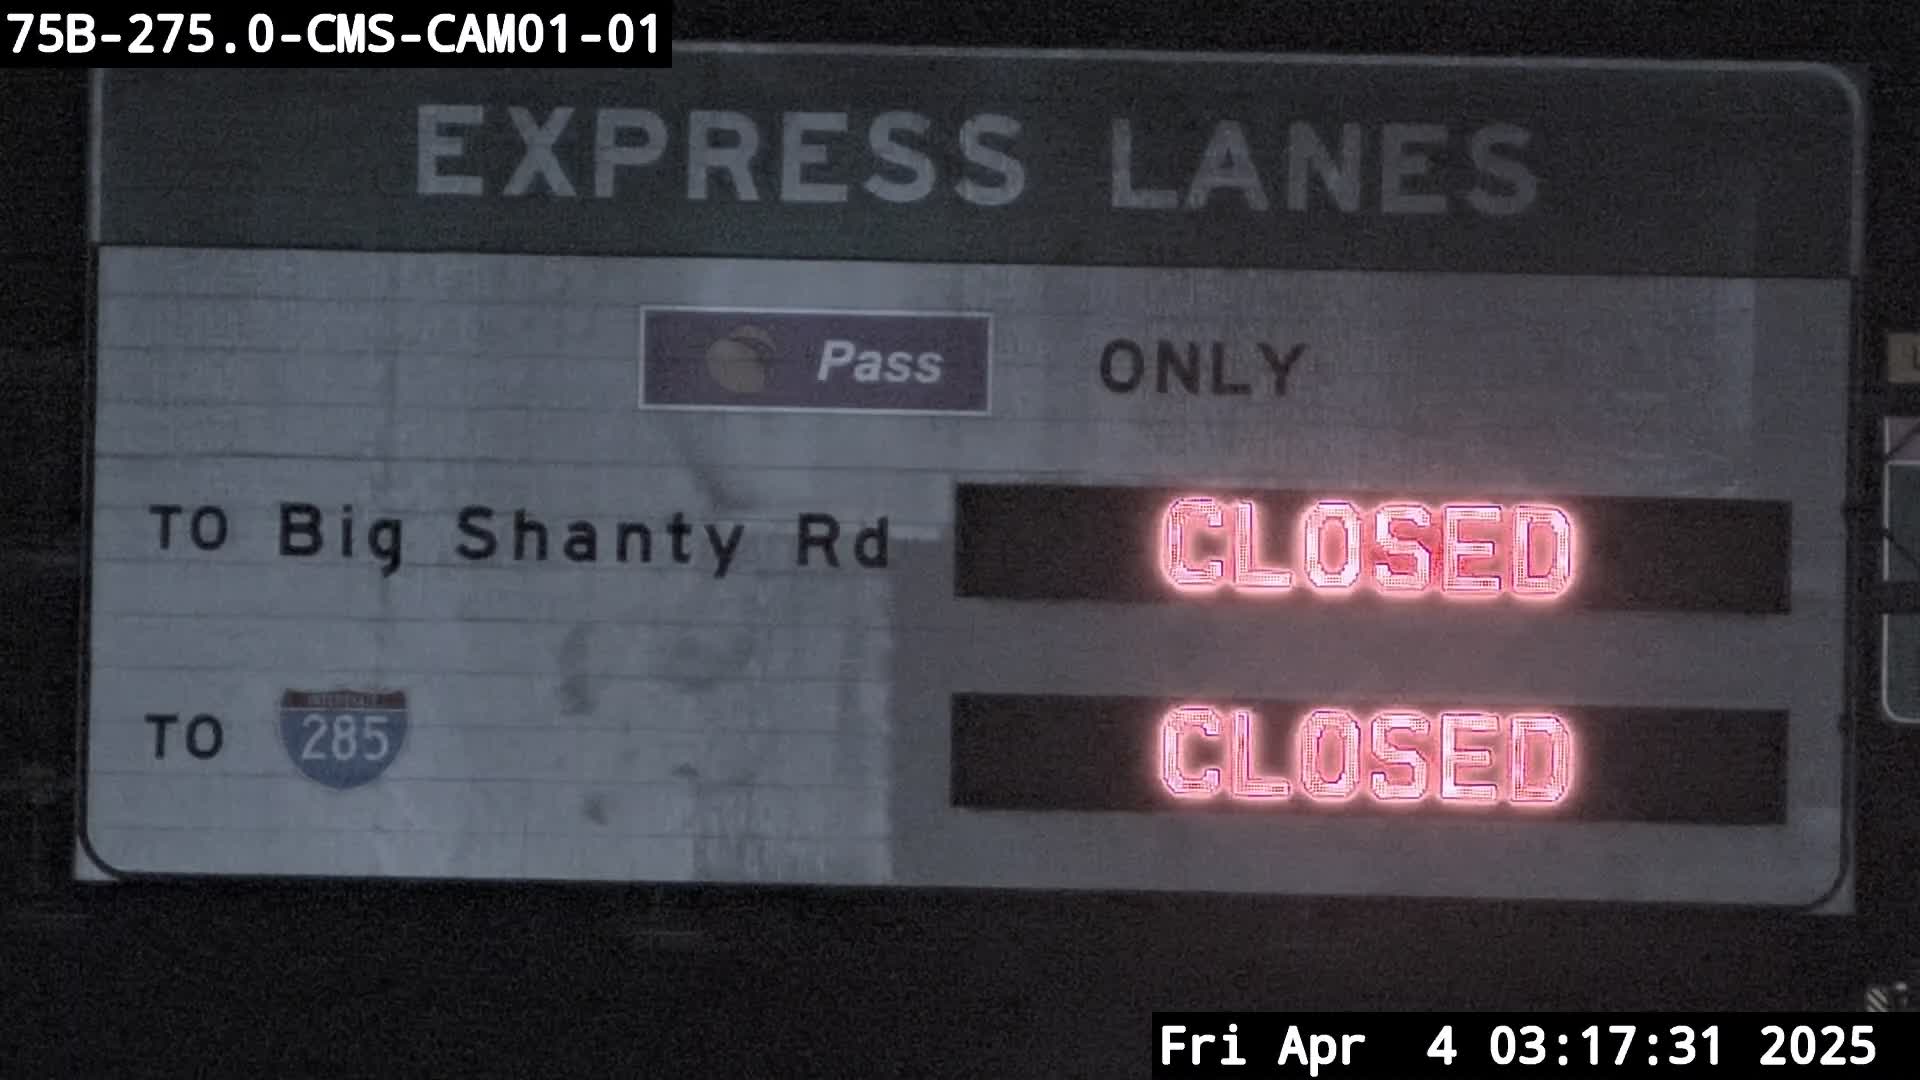 75B-275.0-CMS-CAM01-01
EXPRESS LANES
Pass ONLY
TO Big Shanty Rd CLOSED
TO INTERSTATE 285 CLOSED
Fri Apr 4 03:17:31 2025